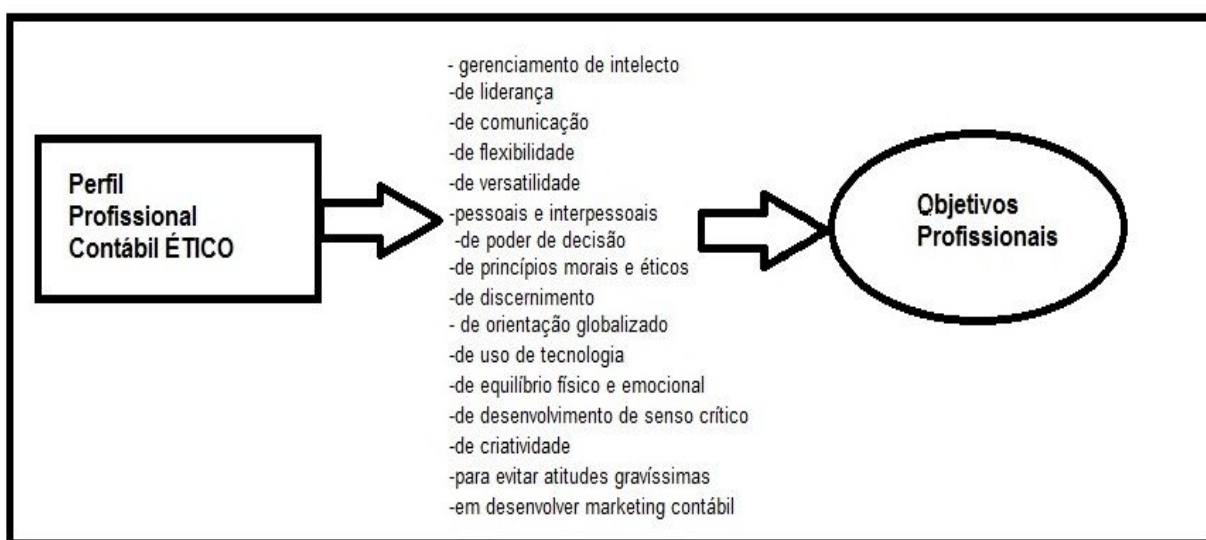 Perfil
Profissional
Contábil ÉTICO
- gerenciamento de intelecto
-de liderança
-de comunicação
-de flexibilidade
-de versatilidade
-pessoais e interpessoais
-de poder de decisão
-de princípios morais e éticos
-de discernimento
- de orientação globalizado
-de uso de tecnologia
-de equilíbrio físico e emocional
-de desenvolvimento de senso crítico
-de criatividade
-para evitar atitudes gravíssimas
-em desenvolver marketing contábil
Objetivos
Profissionais